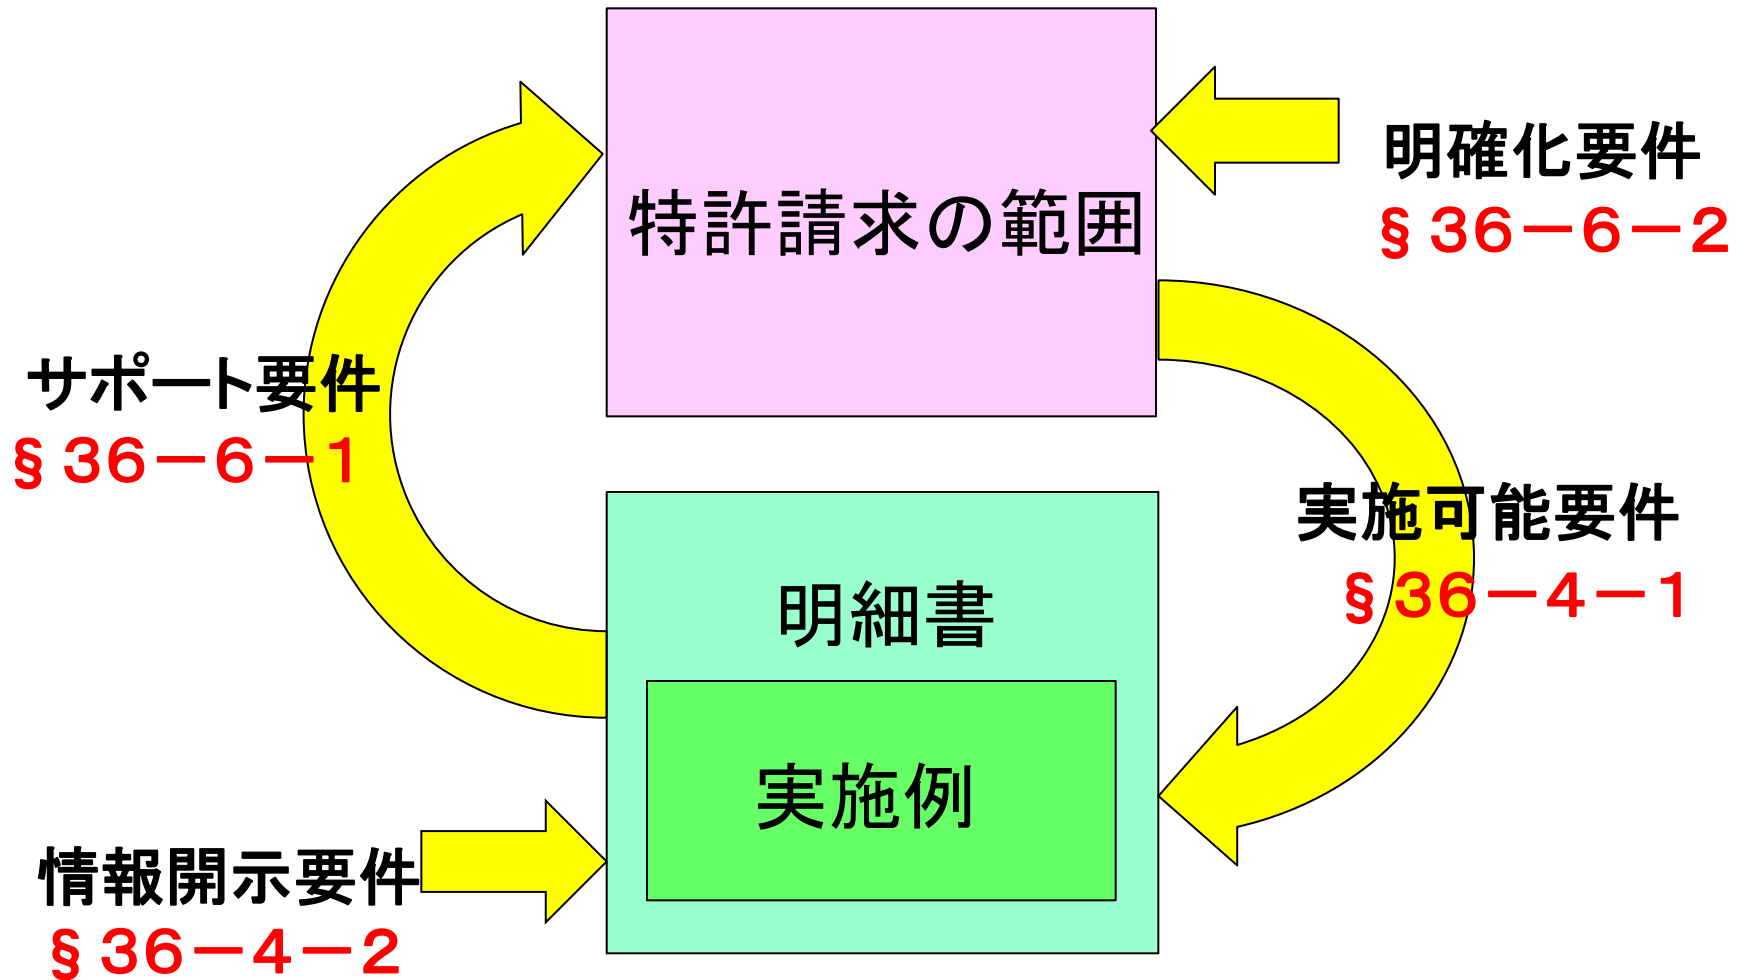 特許請求の範囲
明確化要件
§36－6－2
サポート要件
§36－6－1
実施可能要件
§36－4－1
明細書
実施例
情報開示要件
§36－4－2